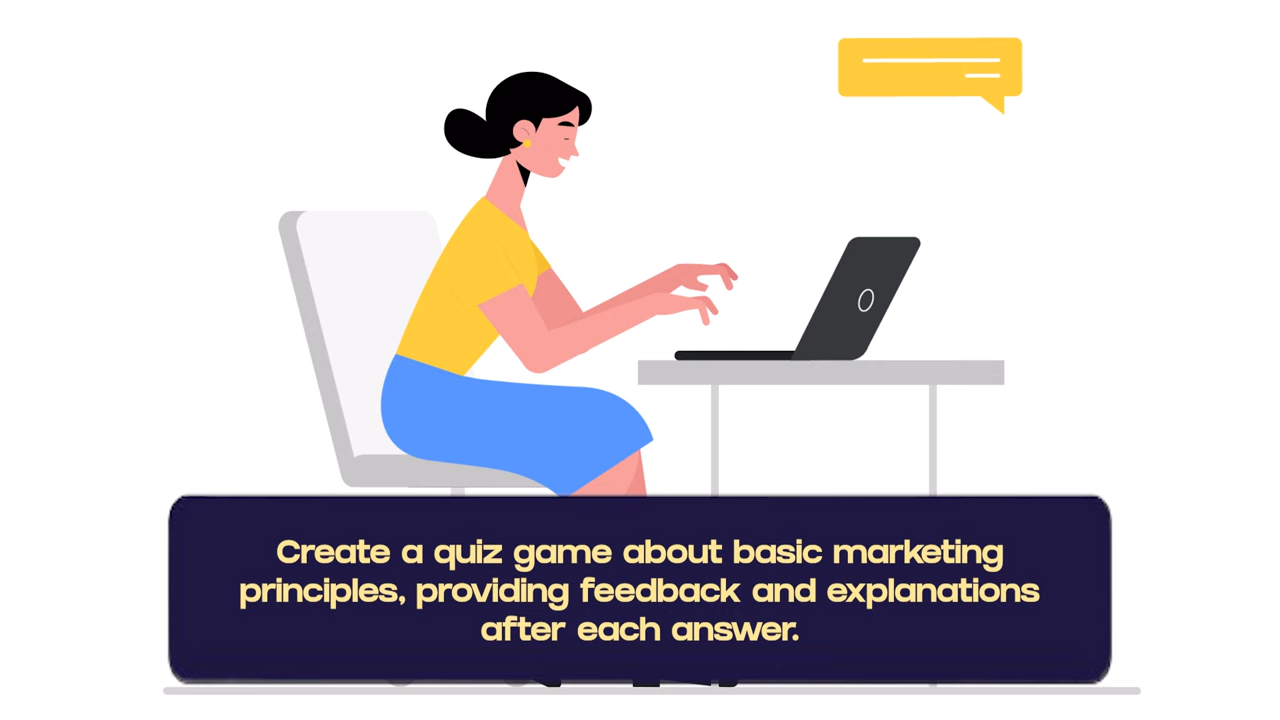 Create a quiz game about basic marketing
principles, providing feedback and explanations
after each answer.